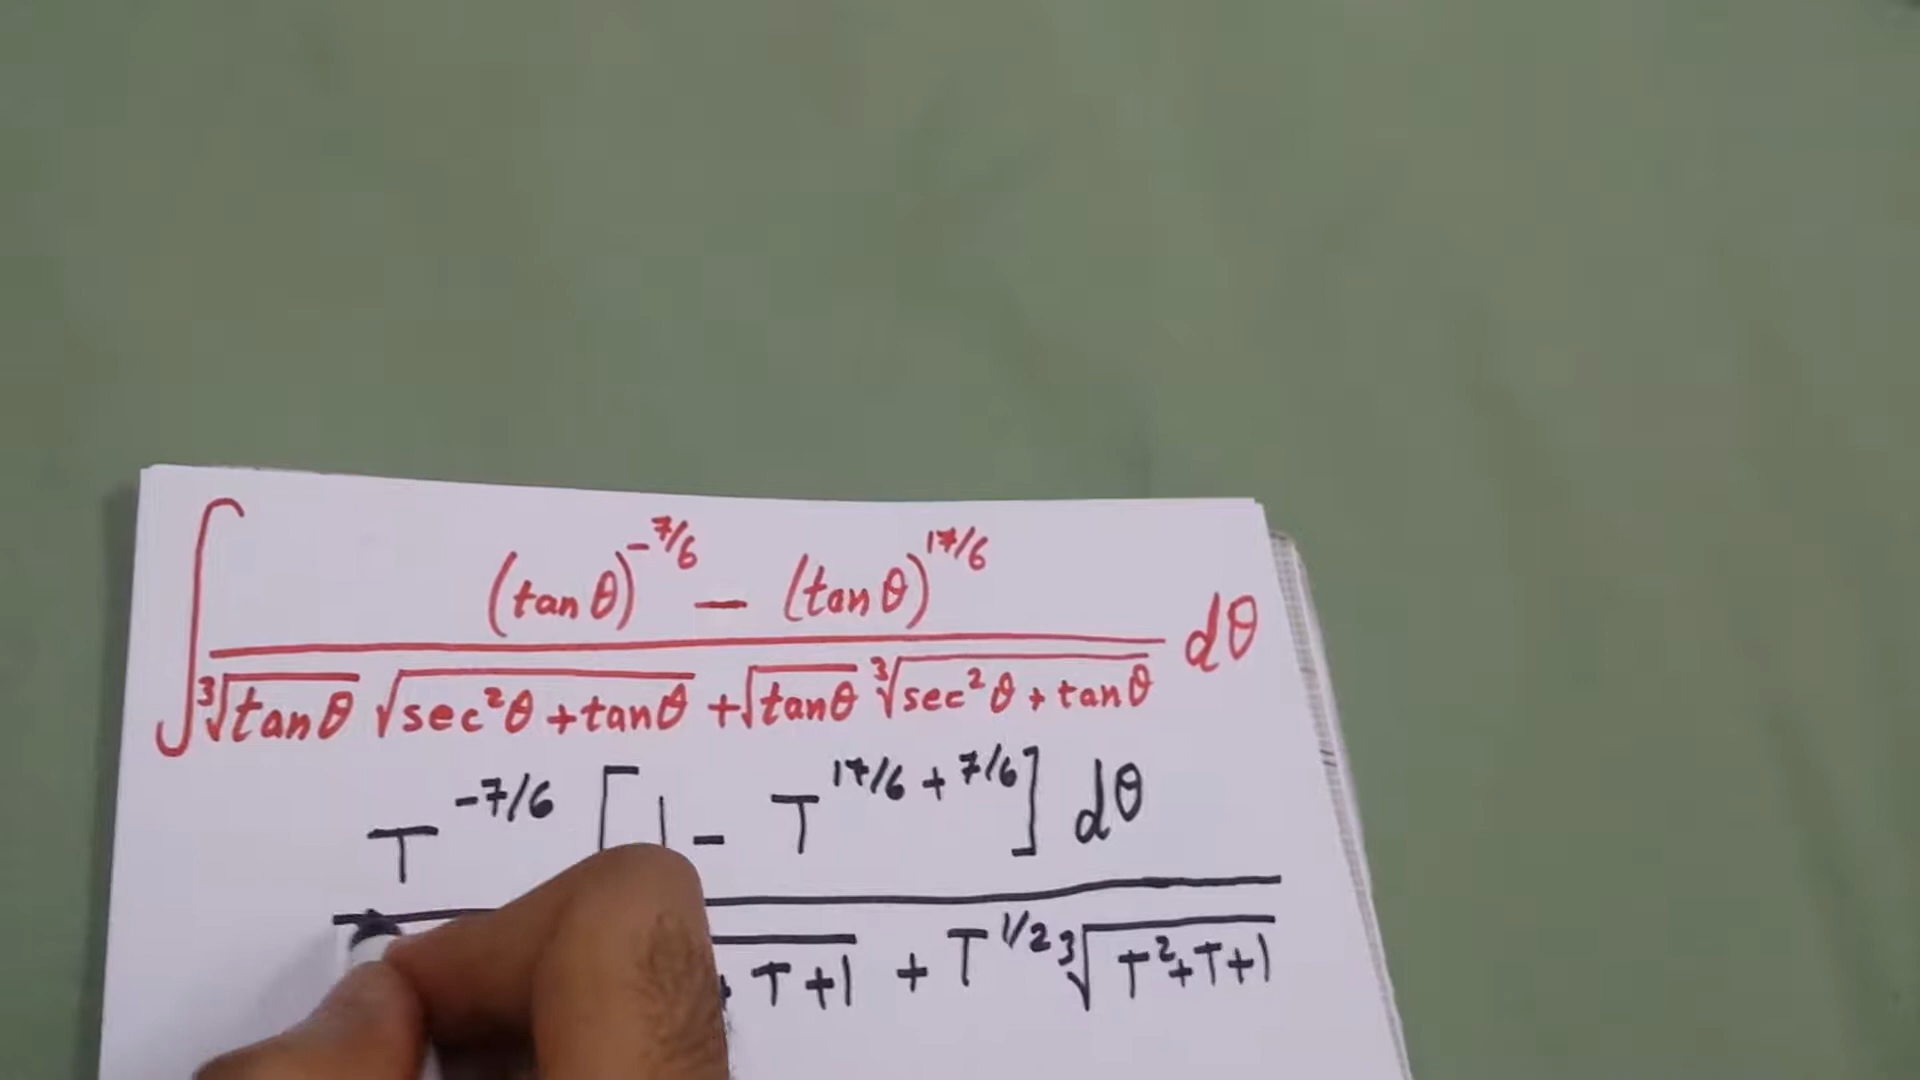 ∫ (tan θ)^(-7/6) − (tan θ)^(17/6) / ∛tan θ √sec²θ + tan θ + √tan θ ∛sec²θ + tan θ dθ
T^(-7/6) [1 − T^(17/6 + 7/6)] dθ
+ T + 1 + T^(1/2) ∛T² + T + 1